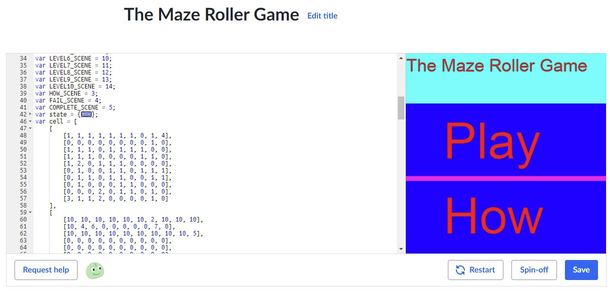 The Maze Roller Game Edit title
34 var LEVEL6_SCENE = 10;
35 var LEVEL7_SCENE = 11;
36 var LEVEL8_SCENE = 12;
37 var LEVEL9_SCENE = 13;
38 var LEVEL10_SCENE = 14;
39 var HOW_SCENE = 3;
40 var FAIL_SCENE = 4;
41 var COMPLETE_SCENE = 5;
42 var state = {
46 var cell = [
47 [
48 [1, 1, 1, 1, 1, 1, 1, 0, 1, 4],
49 [0, 0, 0, 0, 0, 0, 0, 0, 1, 0],
50 [1, 1, 1, 0, 1, 1, 1, 1, 0, 0],
51 [1, 1, 1, 0, 0, 0, 0, 1, 1, 0],
52 [1, 2, 0, 1, 1, 1, 0, 0, 0, 0],
53 [0, 1, 0, 0, 1, 1, 0, 1, 1, 1],
54 [0, 1, 1, 0, 1, 1, 0, 0, 1, 1],
55 [0, 1, 0, 0, 0, 1, 1, 0, 0, 0],
56 [0, 0, 0, 2, 0, 1, 1, 0, 1, 0],
57 [3, 1, 1, 2, 0, 0, 0, 0, 1, 0]
58 ],
59 [
60 [10, 10, 10, 10, 10, 10, 2, 10, 10, 10],
61 [10, 4, 6, 0, 0, 0, 0, 0, 7, 0],
62 [10, 10, 10, 10, 10, 10, 10, 10, 10, 5],
63 [0, 0, 0, 0, 0, 0, 0, 0, 0, 0],
64 [0, 0, 0, 0, 0, 0, 0, 0, 0, 0],
The Maze Roller Game
Play
How
Request help
Restart
Spin-off
Save